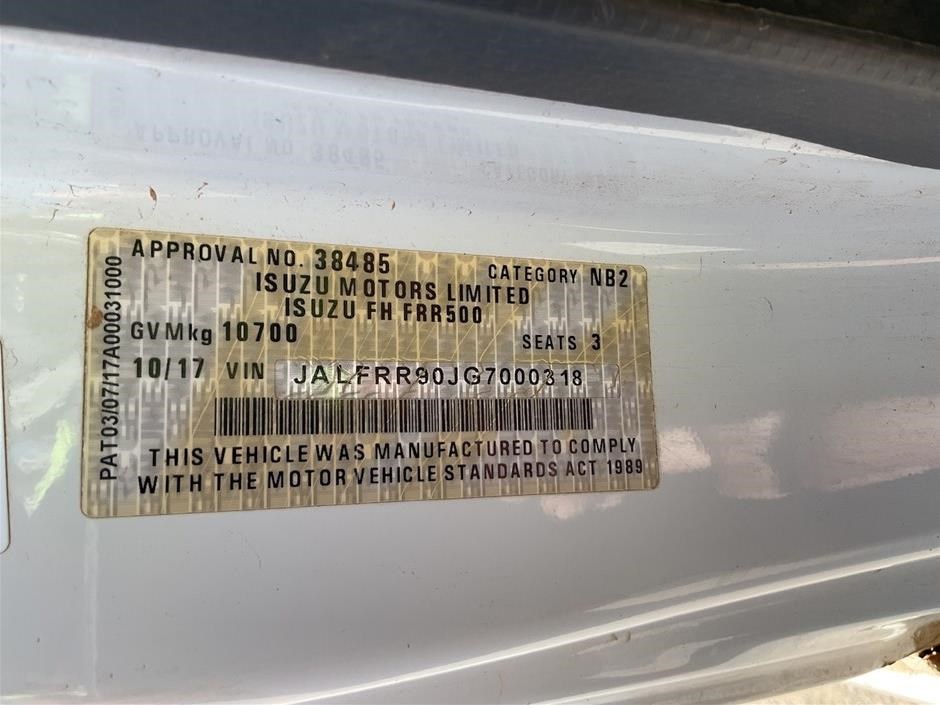 APPROVAL NO. 38485 CATEGORY NB2
ISUZU MOTORS LIMITED
ISUZU FH FRR500
GVMkg 10700 SEATS 3
10/17 VIN JALFRR90JG7000318
THIS VEHICLE WAS MANUFACTURED TO COMPLY
WITH THE MOTOR VEHICLE STANDARDS ACT 1989
PAT03/07/17A00031000